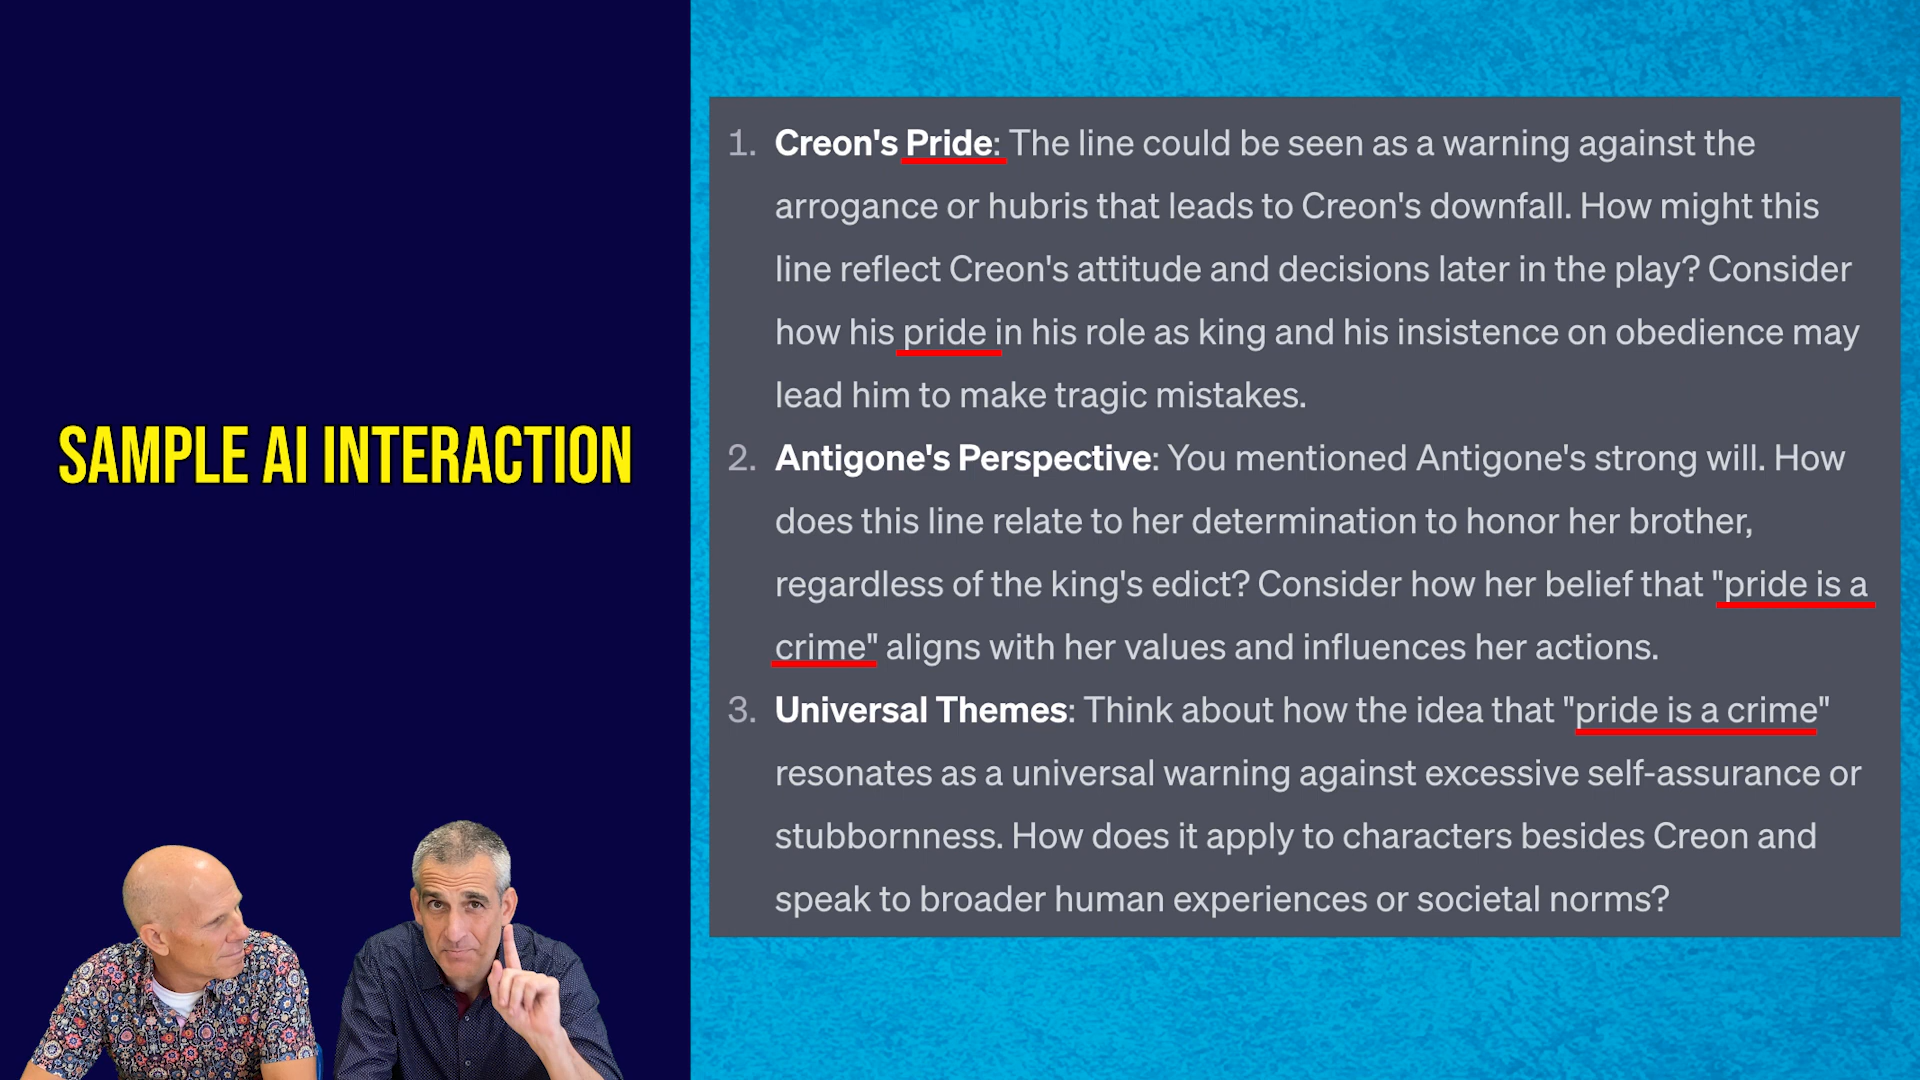 SAMPLE AI INTERACTION
1. Creon's Pride: The line could be seen as a warning against the
arrogance or hubris that leads to Creon's downfall. How might this
line reflect Creon's attitude and decisions later in the play? Consider
how his pride in his role as king and his insistence on obedience may
lead him to make tragic mistakes.
2. Antigone's Perspective: You mentioned Antigone's strong will. How
does this line relate to her determination to honor her brother,
regardless of the king's edict? Consider how her belief that "pride is a
crime" aligns with her values and influences her actions.
3. Universal Themes: Think about how the idea that "pride is a crime"
resonates as a universal warning against excessive self-assurance or
stubbornness. How does it apply to characters besides Creon and
speak to broader human experiences or societal norms?